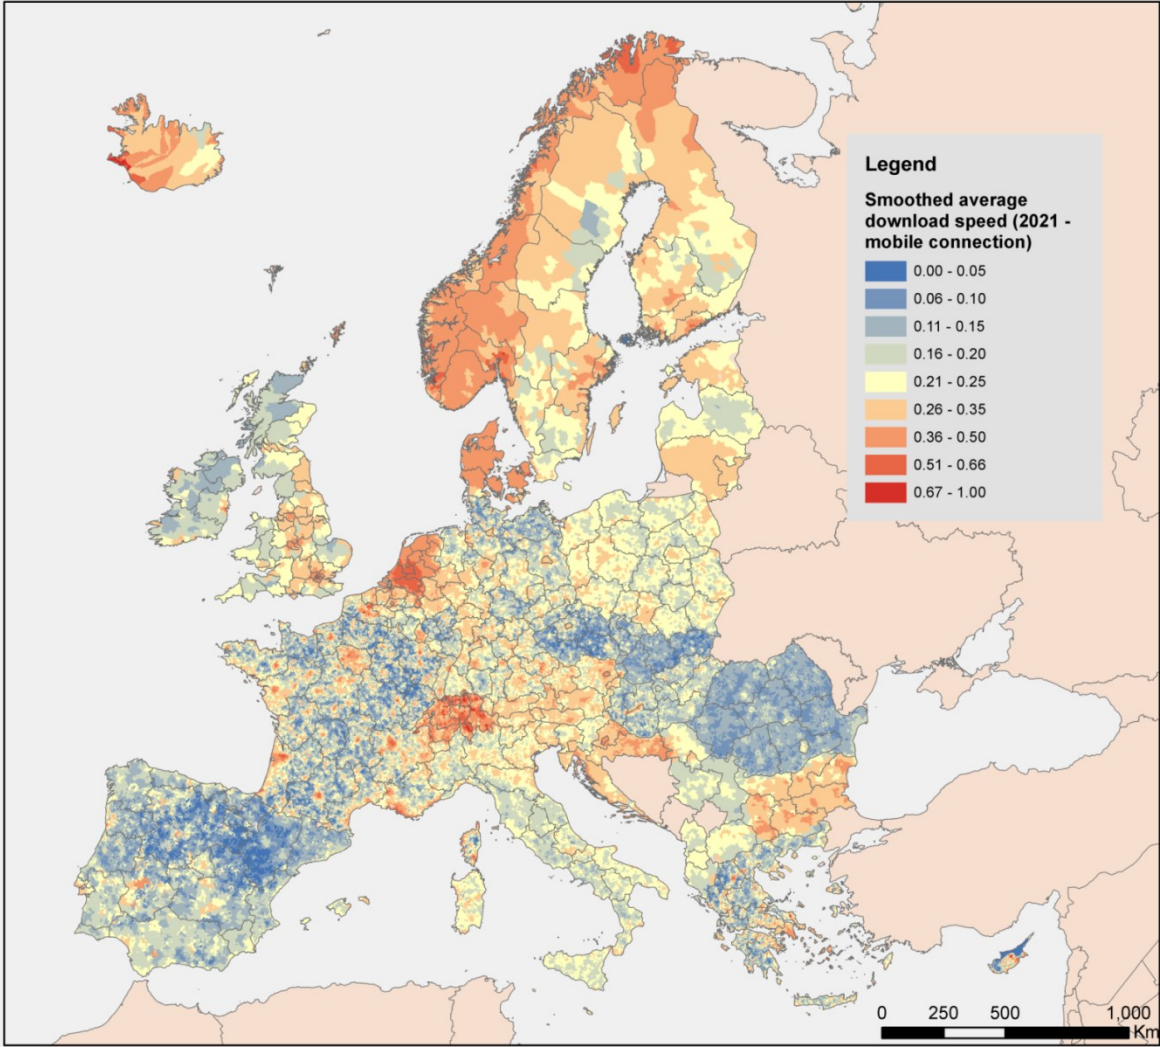 Legend
Smoothed average
download speed (2021 -
mobile connection)
0.00 - 0.05
0.06 - 0.10
0.11 - 0.15
0.16 - 0.20
0.21 - 0.25
0.26 - 0.35
0.36 - 0.50
0.51 - 0.66
0.67 - 1.00
0 250 500 1,000
Km